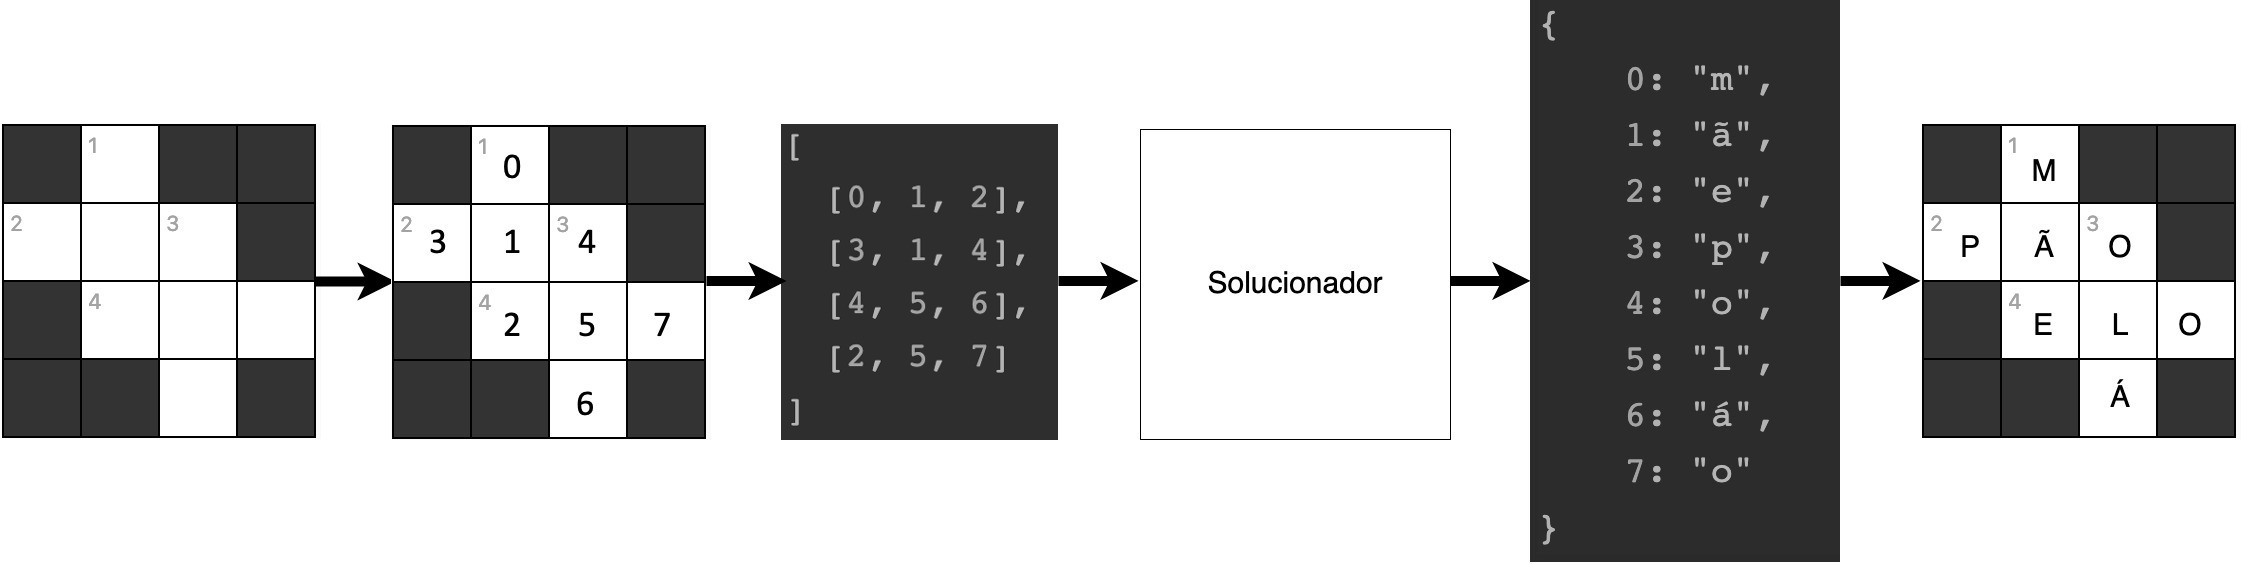 1
2 3
4
1 0
2 3 1 3 4
4 2 5 7
6
[
[0, 1, 2],
[3, 1, 4],
[4, 5, 6],
[2, 5, 7]
]
Solucionador
{
0: "m",
1: "ã",
2: "e",
3: "p",
4: "o",
5: "l",
6: "á",
7: "o"
}
1 M
2 P Ã 3 O
4 E L O
Á